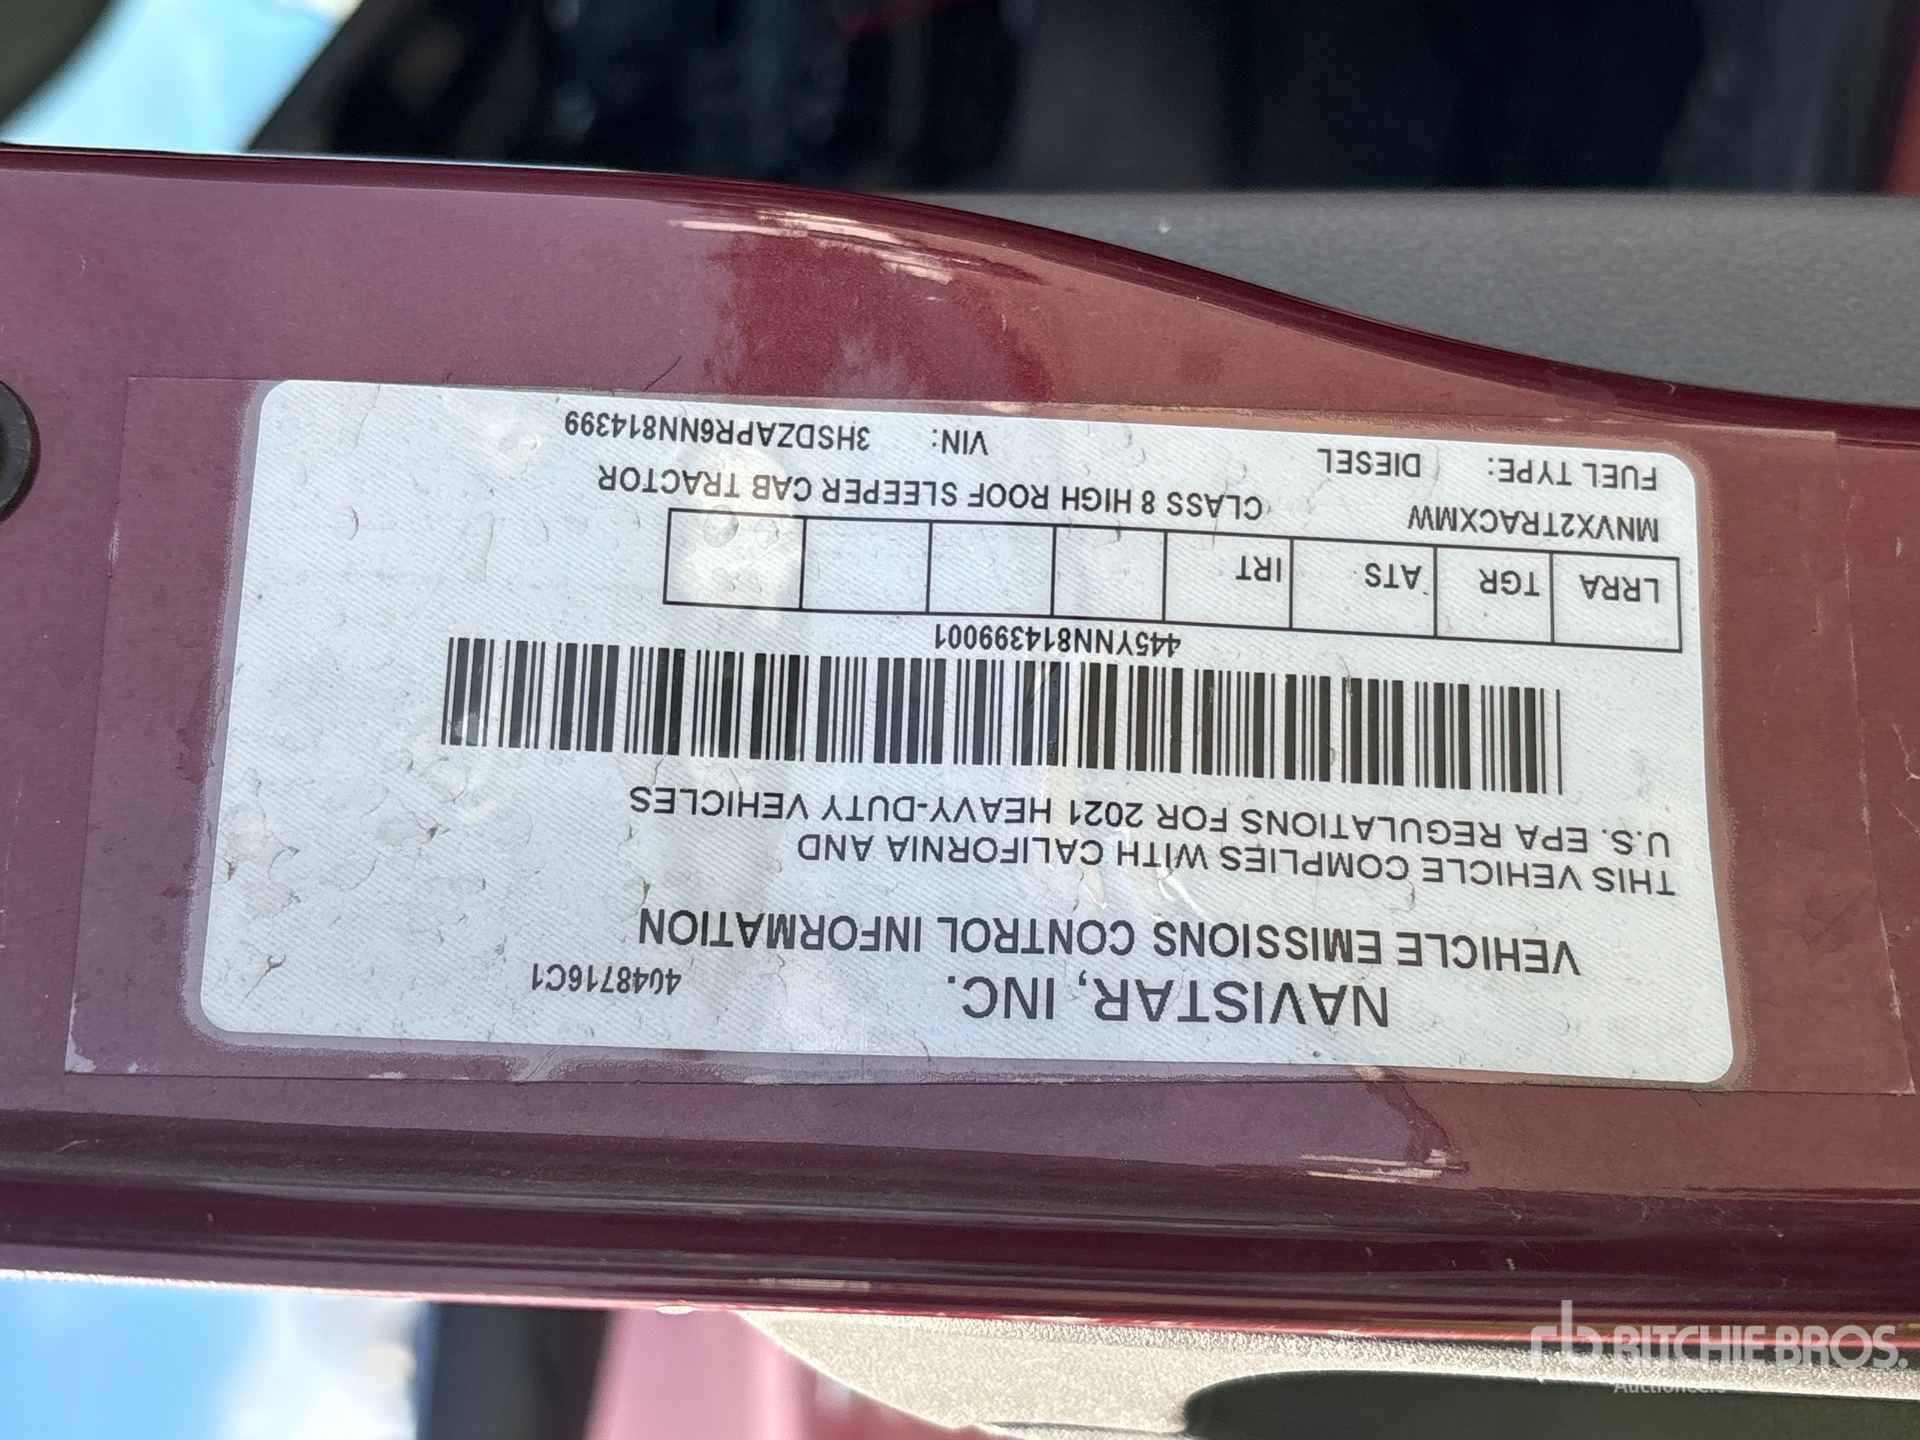 NAVISTAR, INC.
4048716C1
VEHICLE EMISSIONS CONTROL INFORMATION
THIS VEHICLE COMPLIES WITH CALIFORNIA AND
U.S. EPA REGULATIONS FOR 2021 HEAVY-DUTY VEHICLES
445YNN814399001
LRRA TGR ATS IRT
MNVX2TRACXMW CLASS 8 HIGH ROOF SLEEPER CAB TRACTOR
FUEL TYPE: DIESEL VIN: 3HSDZAPR6NN814399
rb RITCHIE BROS.
Auctioneers